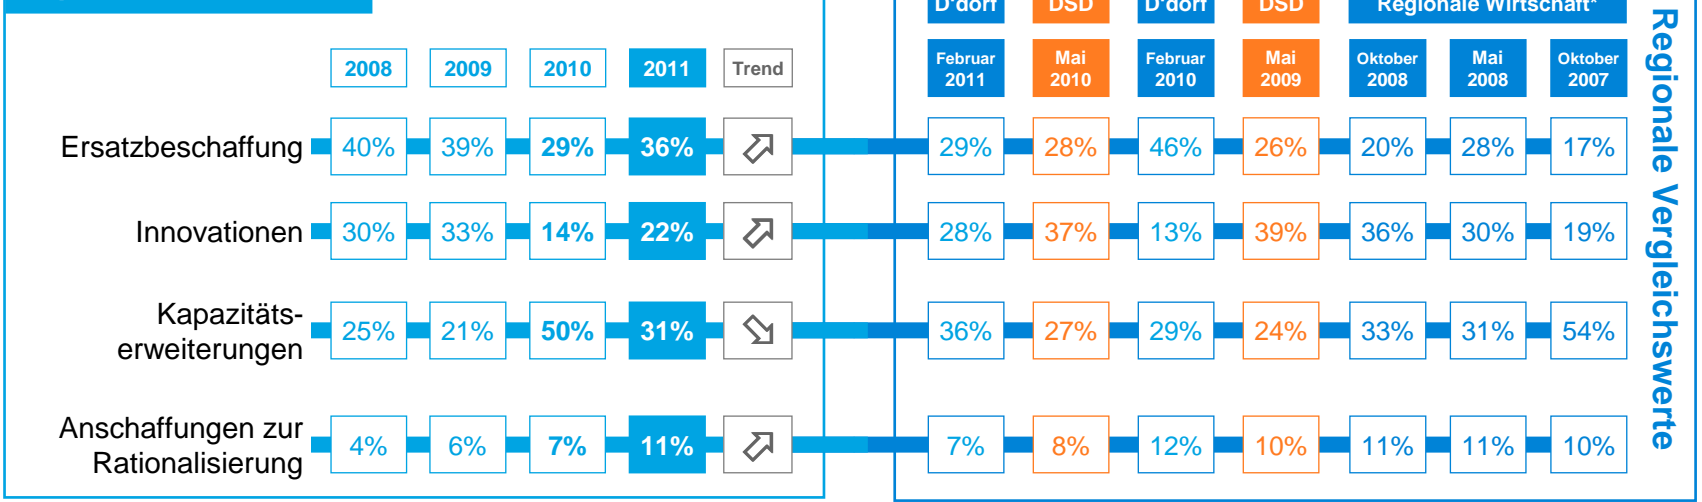 D'dorf DSD D'dorf DSD Regionale Wirtschaft*
2008 2009 2010 2011 Trend
Februar 2011 Mai 2010 Februar 2010 Mai 2009 Oktober 2008 Mai 2008 Oktober 2007
Ersatzbeschaffung 40% 39% 29% 36% 29% 28% 46% 26% 20% 28% 17%
Innovationen 30% 33% 14% 22% 28% 37% 13% 39% 36% 30% 19%
Kapazitäts-
erweiterungen 25% 21% 50% 31% 36% 27% 29% 24% 33% 31% 54%
Anschaffungen zur
Rationalisierung 4% 6% 7% 11% 7% 8% 12% 10% 11% 11% 10%
Regionale Vergleichswerte